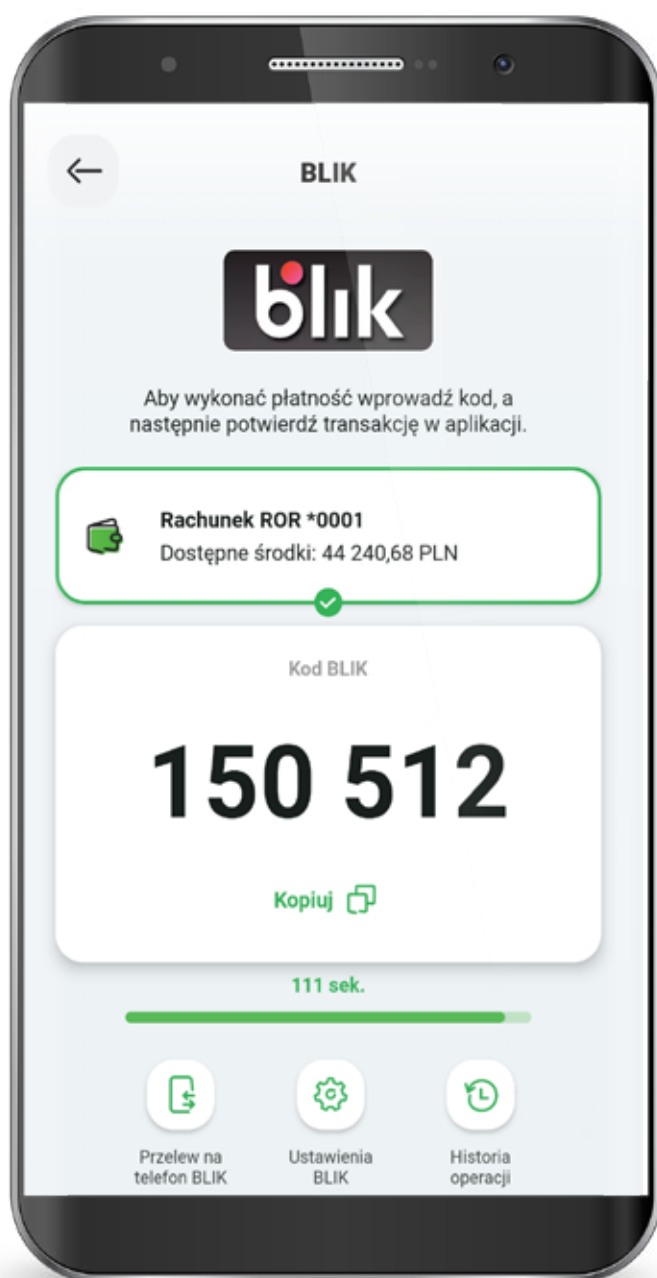 BLIK
blik
Aby wykonać płatność wprowadź kod, a
następnie potwierdź transakcję w aplikacji.
Rachunek ROR *0001
Dostępne środki: 44 240,68 PLN
Kod BLIK
150 512
Kopiuj
111 sek.
Przelew na
telefon BLIK
Ustawienia
BLIK
Historia
operacji